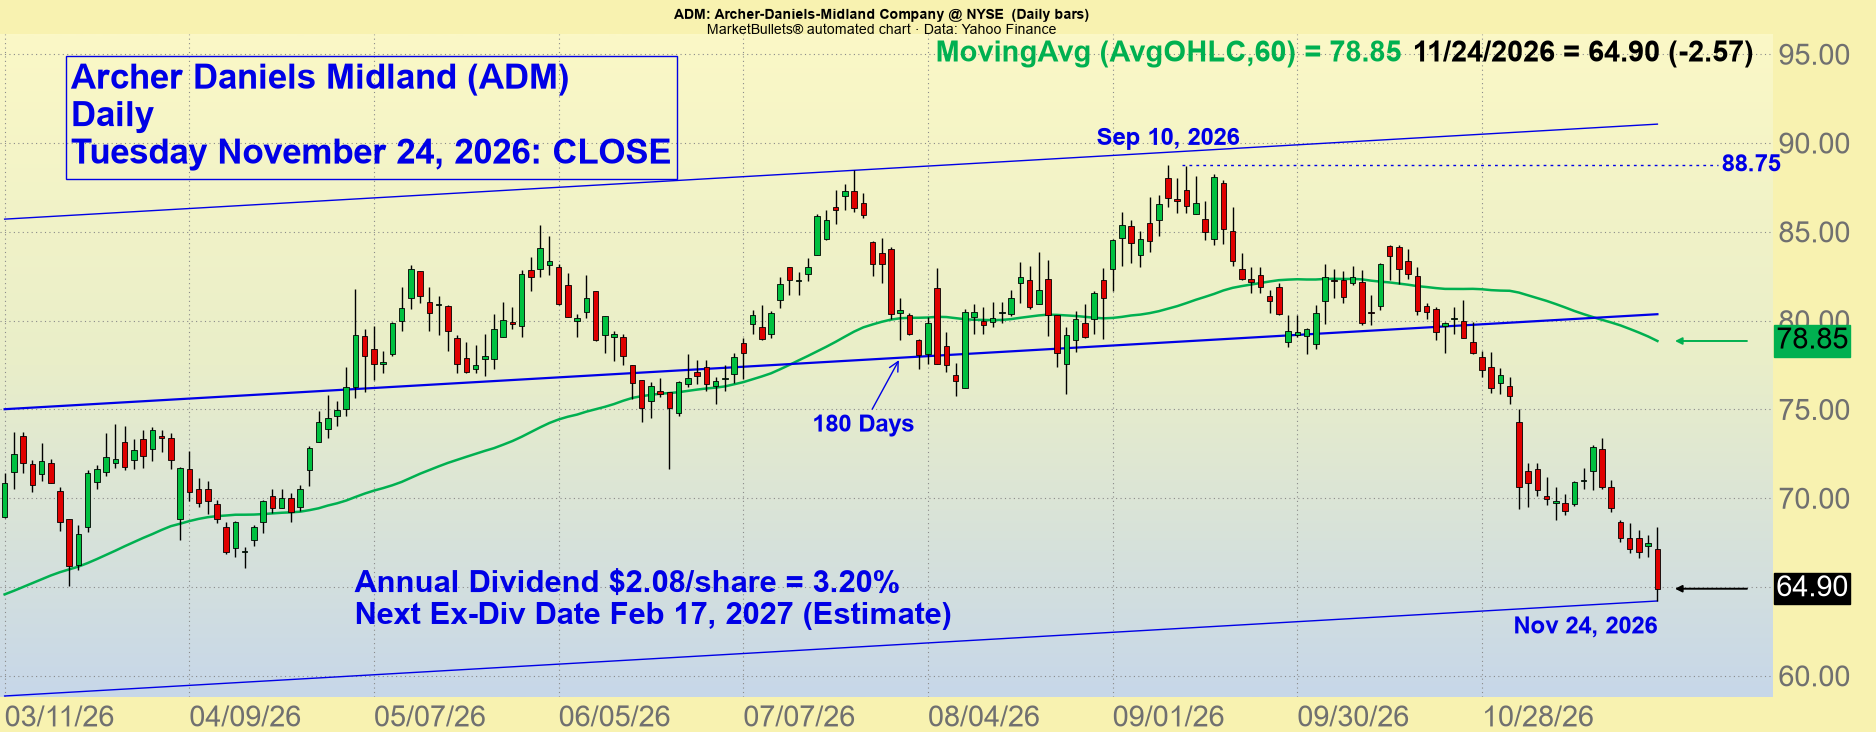 ADM: Archer-Daniels-Midland Company @ NYSE (Daily bars)
MarketBullets® automated chart · Data: Yahoo Finance
MovingAvg (AvgOHLC,60) = 78.85 11/24/2026 = 64.90 (-2.57)
Archer Daniels Midland (ADM)
Daily
Tuesday November 24, 2026: CLOSE
Sep 10, 2026
88.75
180 Days
Annual Dividend $2.08/share = 3.20%
Next Ex-Div Date Feb 17, 2027 (Estimate)
Nov 24, 2026
95.00
90.00
85.00
80.00
78.85
75.00
70.00
64.90
60.00
03/11/26 04/09/26 05/07/26 06/05/26 07/07/26 08/04/26 09/01/26 09/30/26 10/28/26